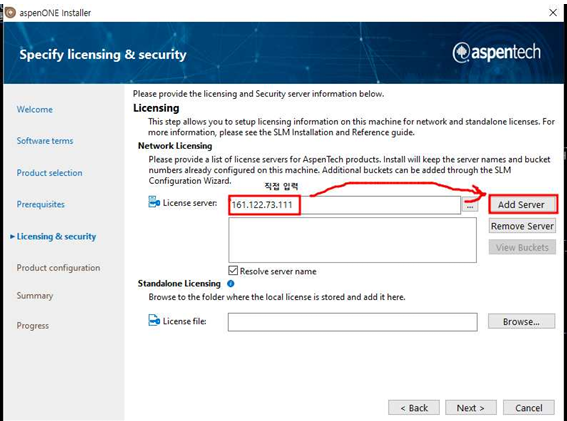 aspenONE Installer
Specify licensing & security
aspentech
Please provide the licensing and Security server information below.
Welcome
Software terms
Product selection
Prerequisites
Licensing & security
Product configuration
Summary
Progress
Licensing
This step allows you to setup licensing information on this machine for network and standalone licenses. For
more information, please see the SLM Installation and Reference guide.
Network Licensing
Please provide a list of license servers for AspenTech products. Install will keep the server names and bucket
numbers already configured on this machine. Additional buckets can be added through the SLM
Configuration Wizard.
직접 입력
License server:
161.122.73.111
...
Add Server
Remove Server
View Buckets
Resolve server name
Standalone Licensing
Browse to the folder where the local license is stored and add it here.
License file:
Browse...
< Back
Next >
Cancel